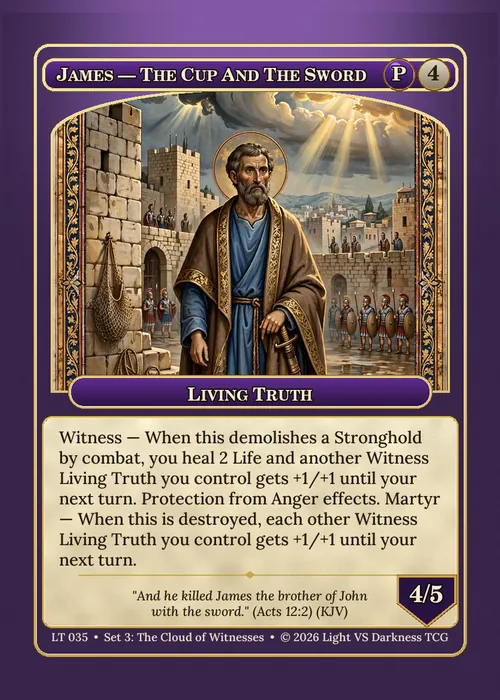 James — The Cup And The Sword P 4
Living Truth
Witness — When this demolishes a Stronghold
by combat, you heal 2 Life and another Witness
Living Truth you control gets +1/+1 until your
next turn. Protection from Anger effects. Martyr
— When this is destroyed, each other Witness
Living Truth you control gets +1/+1 until your
next turn.
"And he killed James the brother of John
with the sword." (Acts 12:2) (KJV)
4/5
LT 035 • Set 3: The Cloud of Witnesses • © 2026 Light VS Darkness TCG